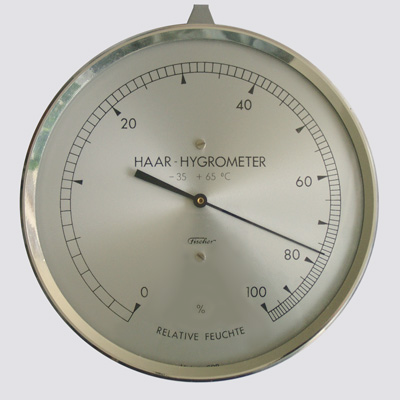 40
20
HAAR-HYGROMETER
-35 +65 °C
60
Fischer
80
0
%
100
RELATIVE FEUCHTE